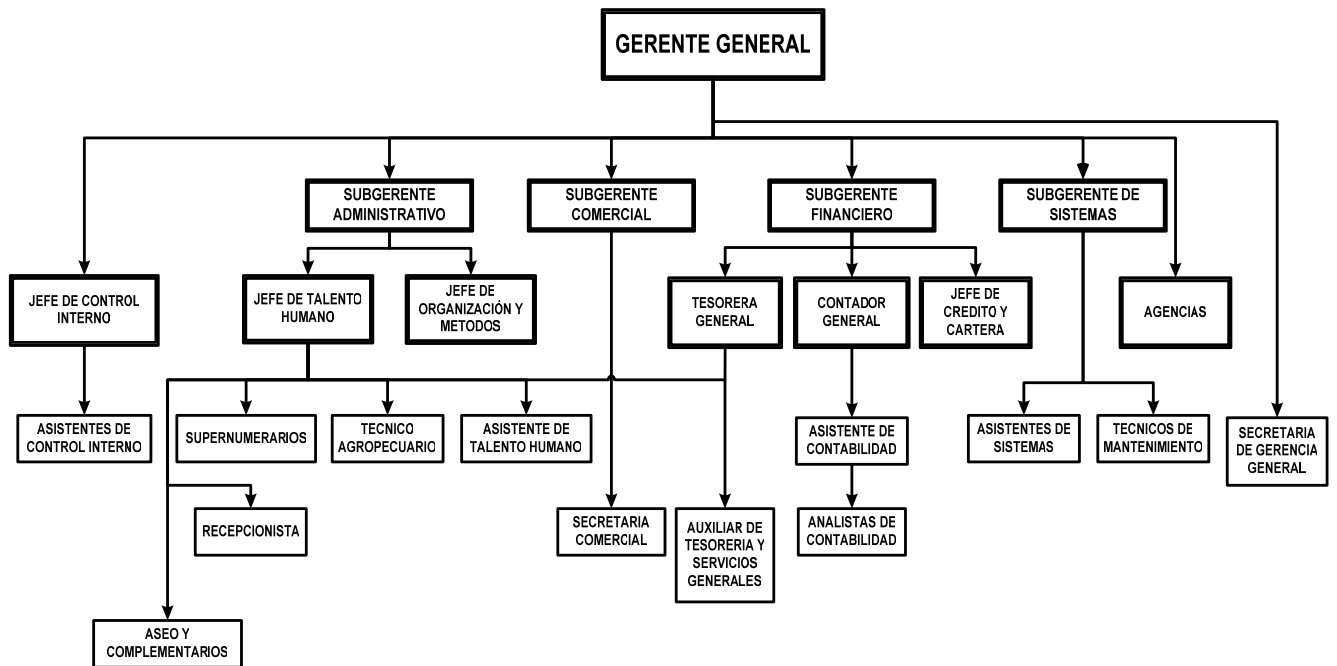 GERENTE GENERAL
SUBGERENTE
ADMINISTRATIVO
SUBGERENTE
COMERCIAL
SUBGERENTE
FINANCIERO
SUBGERENTE DE
SISTEMAS
JEFE DE CONTROL
INTERNO
JEFE DE TALENTO
HUMANO
JEFE DE
ORGANIZACIÓN Y
METODOS
TESORERA
GENERAL
CONTADOR
GENERAL
JEFE DE
CREDITO Y
CARTERA
AGENCIAS
ASISTENTES DE
CONTROL INTERNO
SUPERNUMERARIOS
TECNICO
AGROPECUARIO
ASISTENTE DE
TALENTO HUMANO
ASISTENTE DE
CONTABILIDAD
ASISTENTES DE
SISTEMAS
TECNICOS DE
MANTENIMIENTO
SECRETARIA
DE GERENCIA
GENERAL
RECEPCIONISTA
SECRETARIA
COMERCIAL
AUXILIAR DE
TESORERIA Y
SERVICIOS
GENERALES
ANALISTAS DE
CONTABILIDAD
ASEO Y
COMPLEMENTARIOS